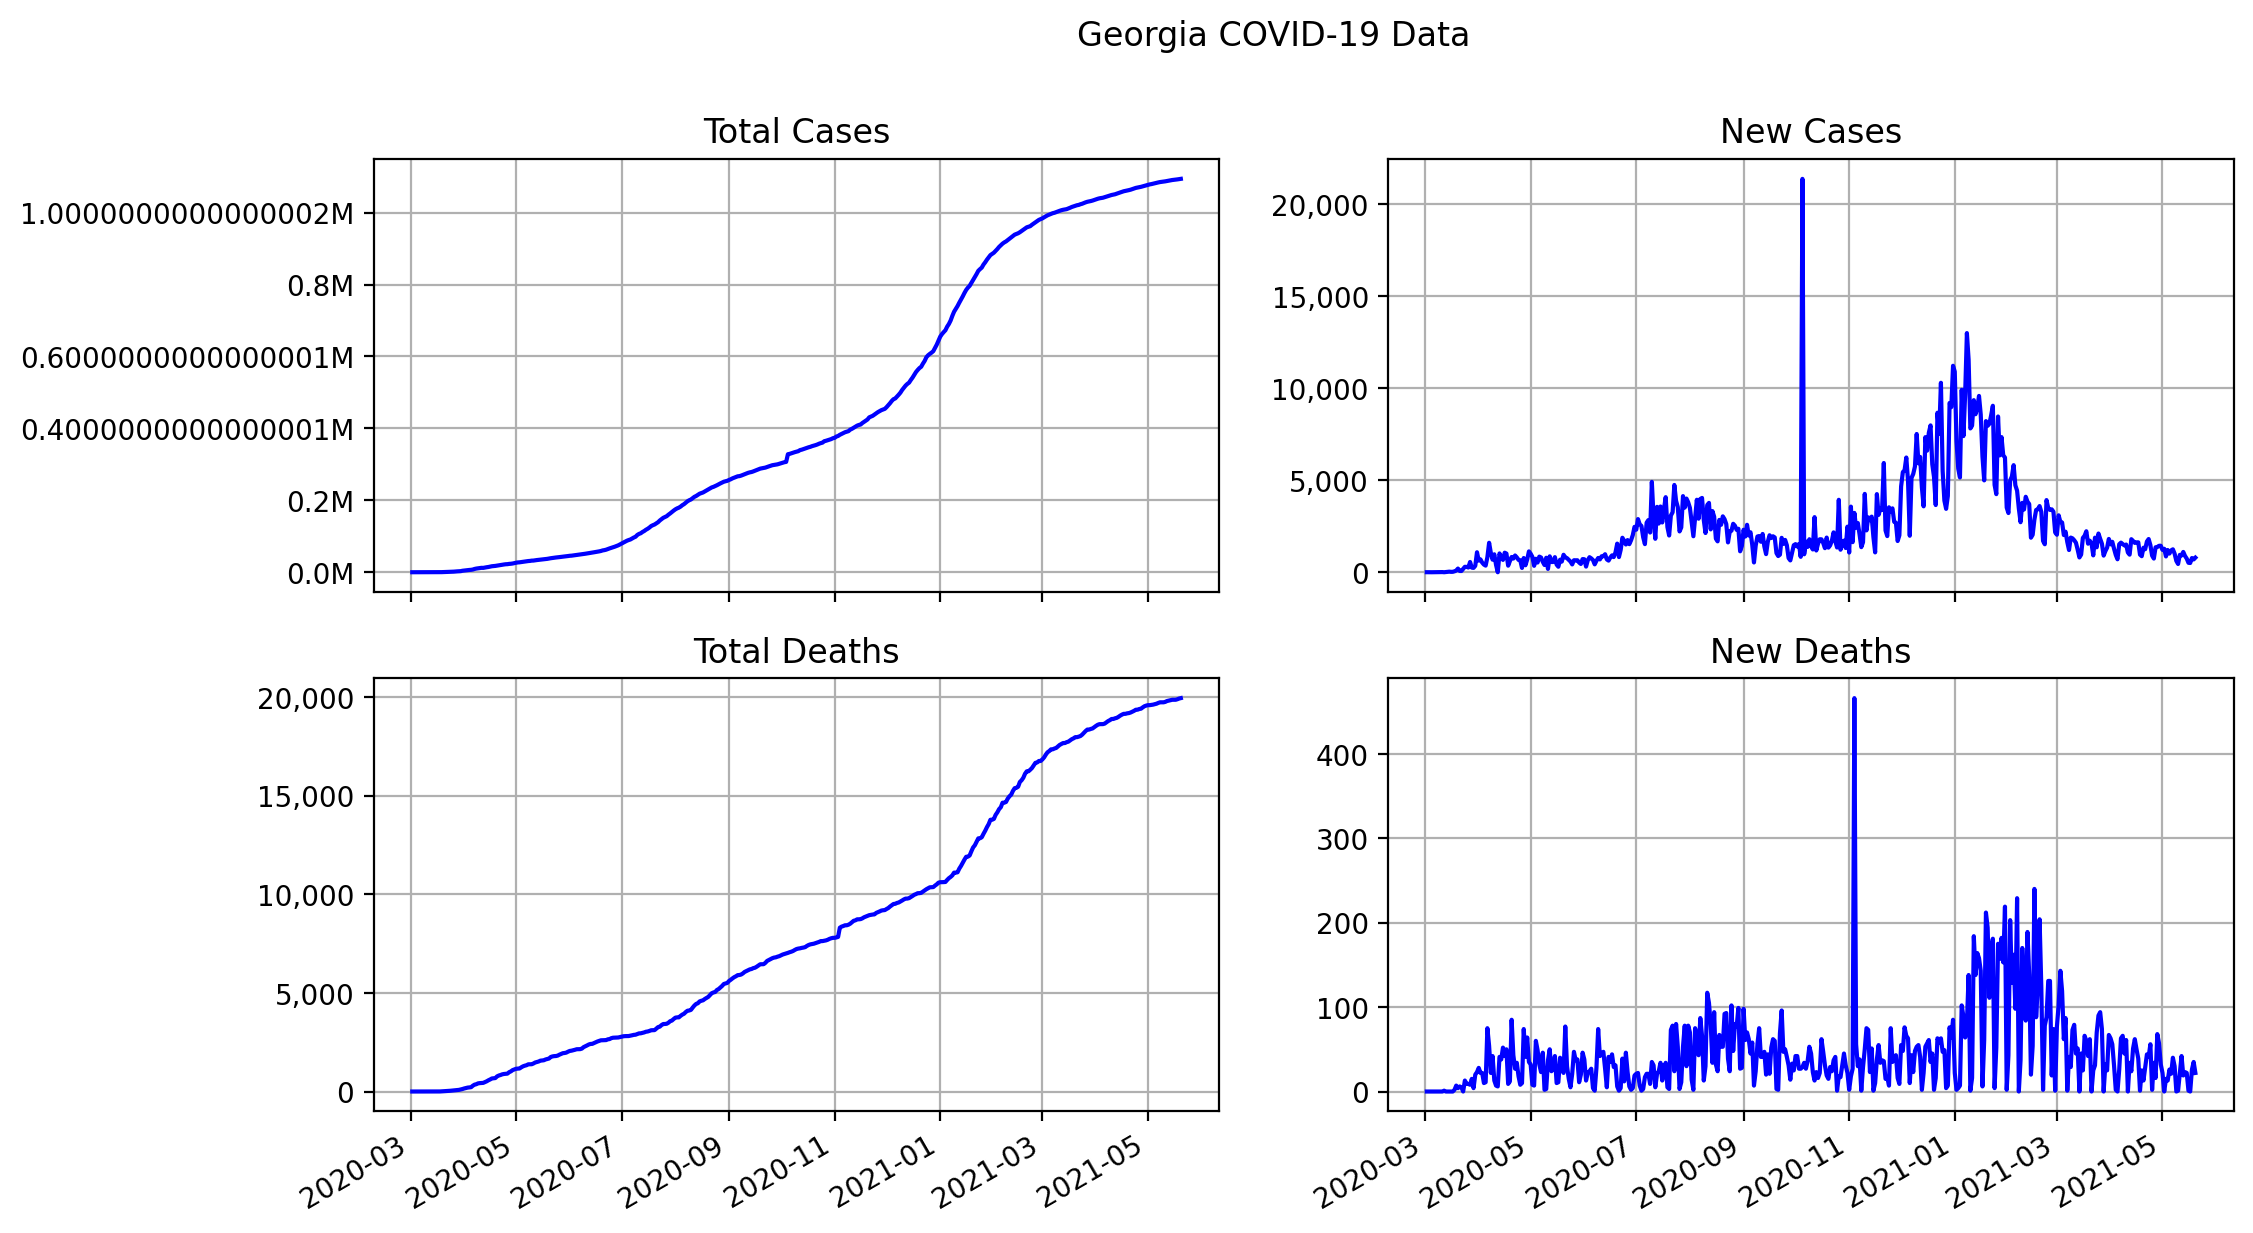 Georgia COVID-19 Data
Total Cases
1.0000000000000002M
0.8M
0.6000000000000001M
0.4000000000000001M
0.2M
0.0M
New Cases
20,000
15,000
10,000
5,000
0
Total Deaths
20,000
15,000
10,000
5,000
0
2020-03
2020-05
2020-07
2020-09
2020-11
2021-01
2021-03
2021-05
New Deaths
400
300
200
100
0
2020-03
2020-05
2020-07
2020-09
2020-11
2021-01
2021-03
2021-05